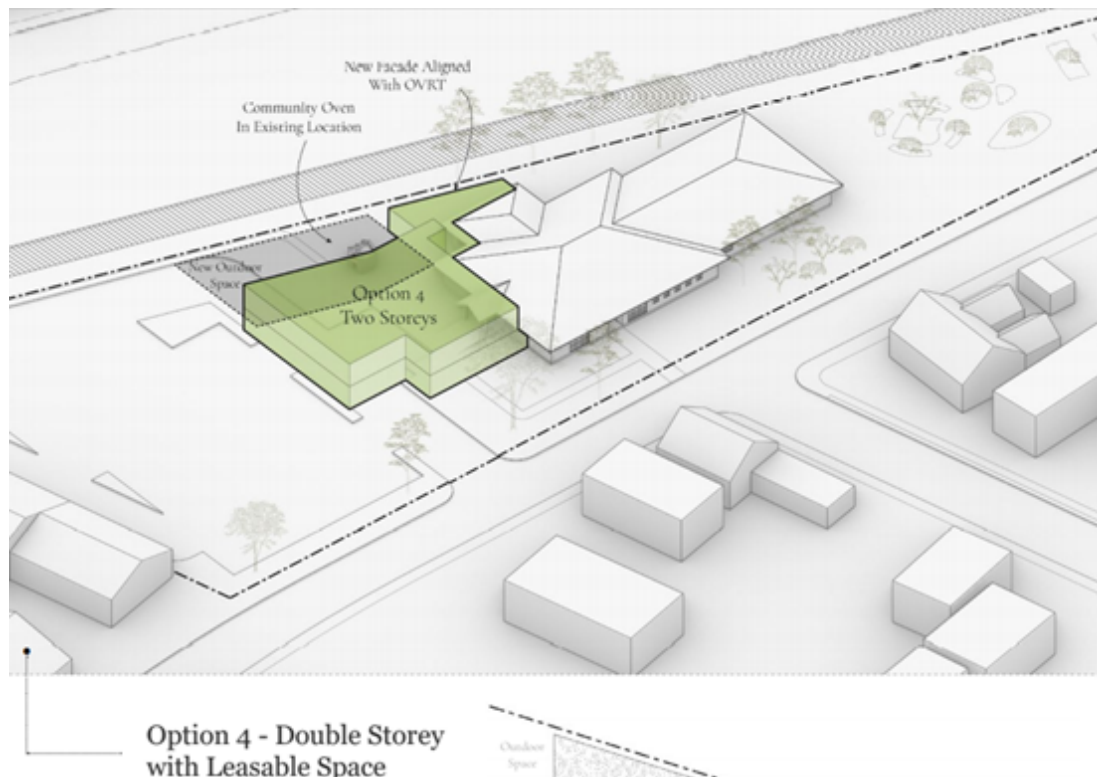 New Facade Aligned
With OVRT
Community Oven
In Existing Location
New Outdoor
Space
Option 4
Two Storeys
Option 4 - Double Storey
with Leasable Space
Outdoor
Space